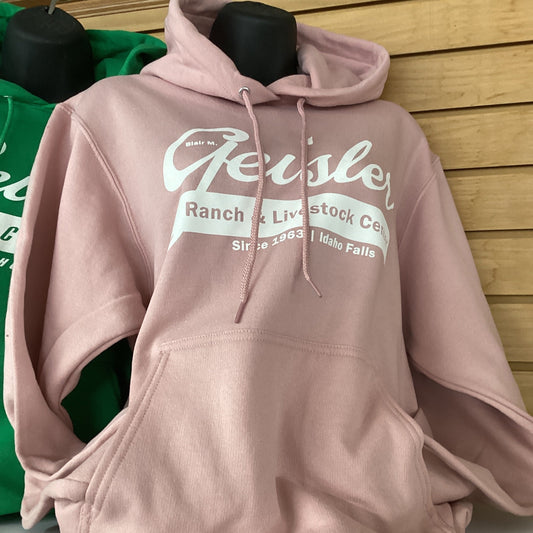 Blair M.
Geisler
Ranch & Livestock
Since 1963 | Idaho Falls